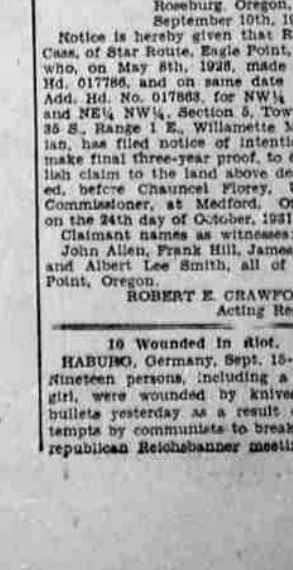 Roseburg, Oregon,
September 10th, 19
Notice is hereby given that R
Cass, of Star Route, Eagle Point,
who, on May 8th, 1928, made
Hd. 017786, and on same date
Add. Hd. No. 017863, for NW¼
and NE¼ NW¼, Section 5, Tow
35 S., Range 1 E., Willamette M
ian, has filed notice of intenti
make final three-year proof, to e
lish claim to the land above de
ed, before Chauncel Florey, U
Commissioner, at Medford, O
on the 24th day of October, 1931
Claimant names as witnesses:
John Allen, Frank Hill, James
and Albert Lee Smith, all of
Point, Oregon.
ROBERT E. CRAWFO
Acting Re
19 Wounded in Riot.
HABURG, Germany, Sept. 15-
Nineteen persons, including a
girl, were wounded by knives
bullets yesterday as a result o
tempts by communists to break
republican Reichsbanner meetin